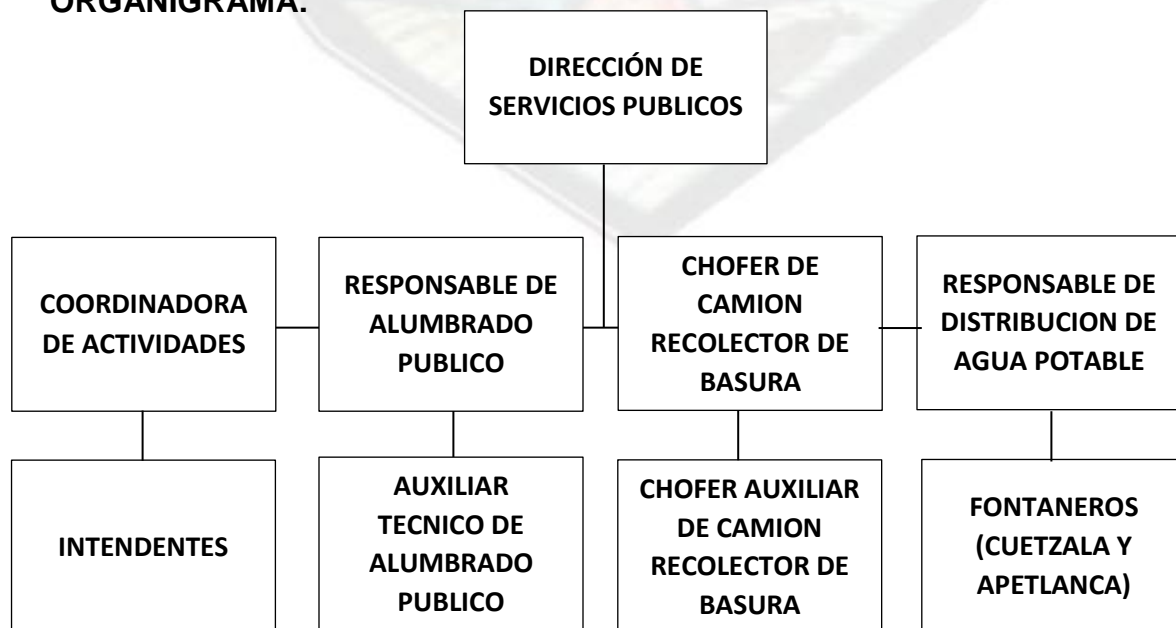 ORGANIGRAMA:
DIRECCIÓN DE
SERVICIOS PUBLICOS
COORDINADORA
DE ACTIVIDADES
RESPONSABLE DE
ALUMBRADO
PUBLICO
CHOFER DE
CAMION
RECOLECTOR DE
BASURA
RESPONSABLE DE
DISTRIBUCION DE
AGUA POTABLE
INTENDENTES
AUXILIAR
TECNICO DE
ALUMBRADO
PUBLICO
CHOFER AUXILIAR
DE CAMION
RECOLECTOR DE
BASURA
FONTANEROS
(CUETZALA Y
APETLANCA)